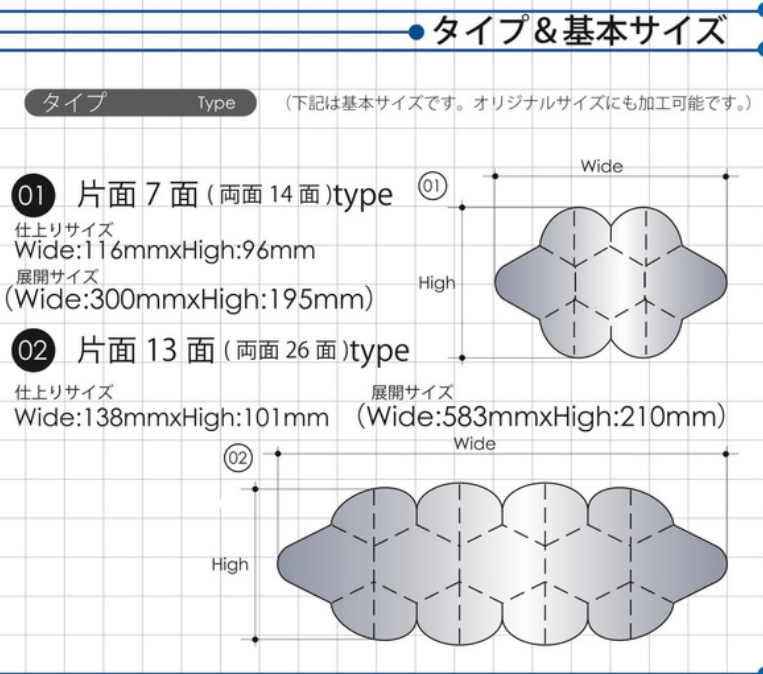 タイプ＆基本サイズ
タイプ Type （下記は基本サイズです。オリジナルサイズにも加工可能です。）
01 片面 7 面 ( 両面 14 面 )type
仕上りサイズ
Wide:116mmxHigh:96mm
展開サイズ
（Wide:300mmxHigh:195mm）
01
Wide
High
02 片面 13 面 ( 両面 26 面 )type
仕上りサイズ
Wide:138mmxHigh:101mm
展開サイズ
（Wide:583mmxHigh:210mm）
02
Wide
High